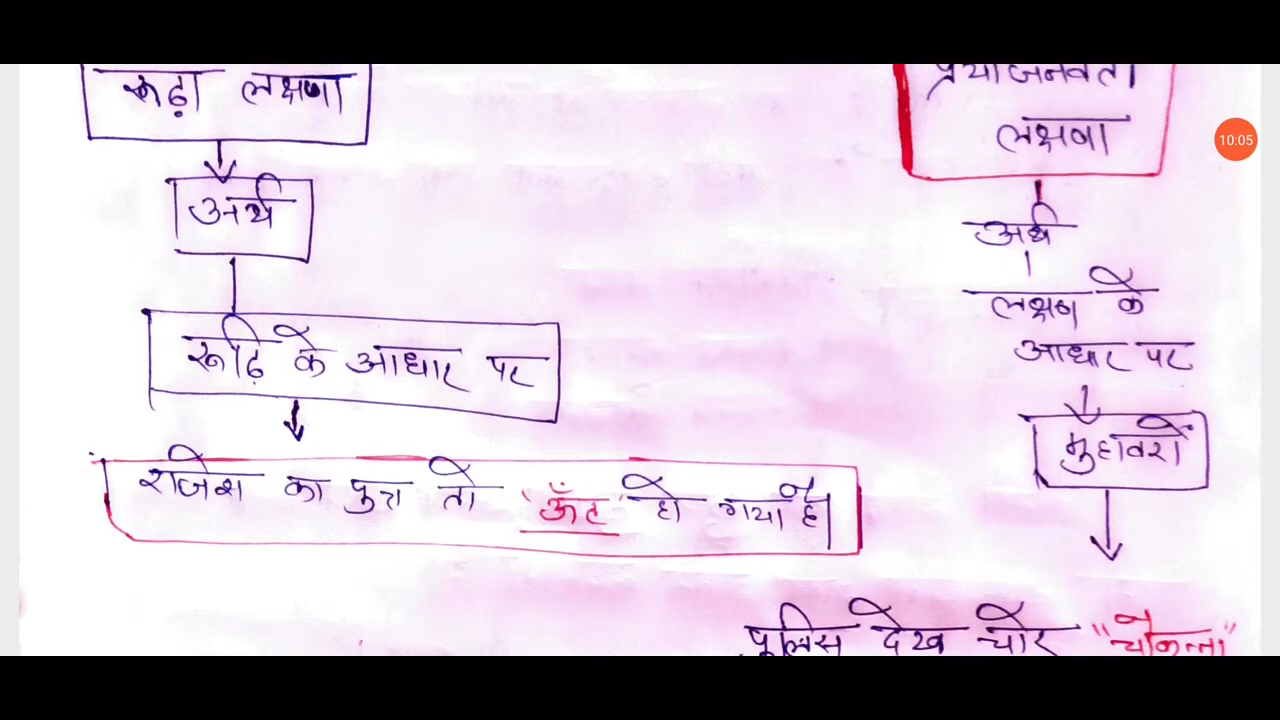 रूढ़ा लक्षणा
अर्थ
रूढ़ि के आधार पर
राजेश का पुत्र तो "ऊँट" हो गया है|
प्रयोजनवती
लक्षणा
अर्थ
लक्षण के
आधार पर
मुहावरों
पुलिस देख चोर "चौकन्ना"
10:05